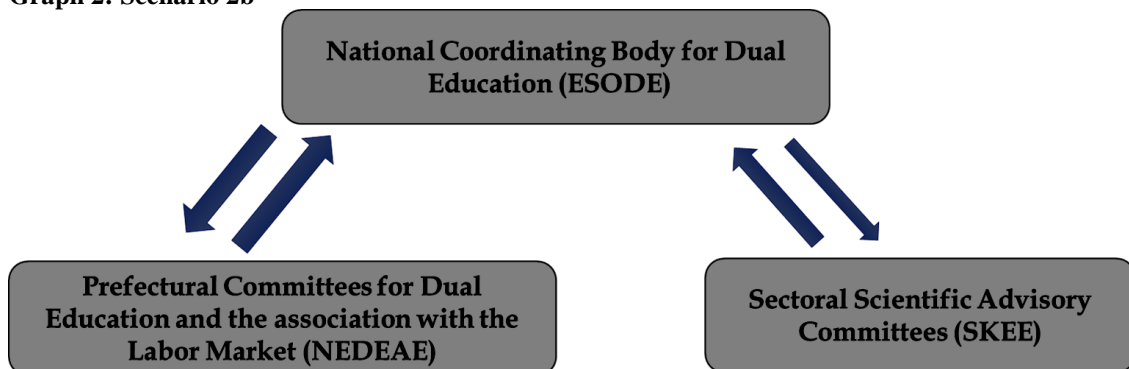 Graph 2: Scenario 2b
National Coordinating Body for Dual
Education (ESODE)
Prefectural Committees for Dual
Education and the association with the
Labor Market (NEDEAE)
Sectoral Scientific Advisory
Committees (SKEE)